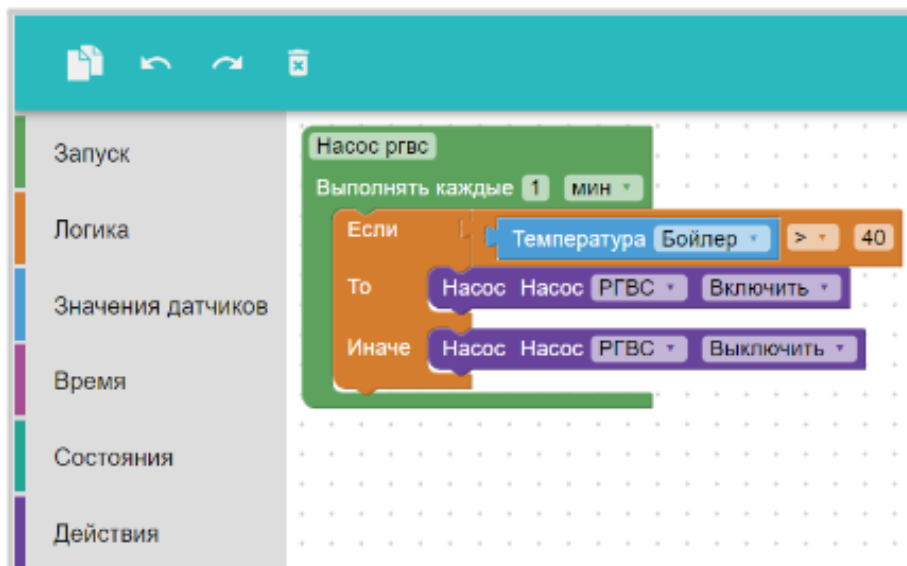 Запуск
Логика
Значения датчиков
Время
Состояния
Действия
Насос ргвс
Выполнять каждые 1 мин
Если Температура Бойлер > 40
То Насос Насос РГВС Включить
Иначе Насос Насос РГВС Выключить